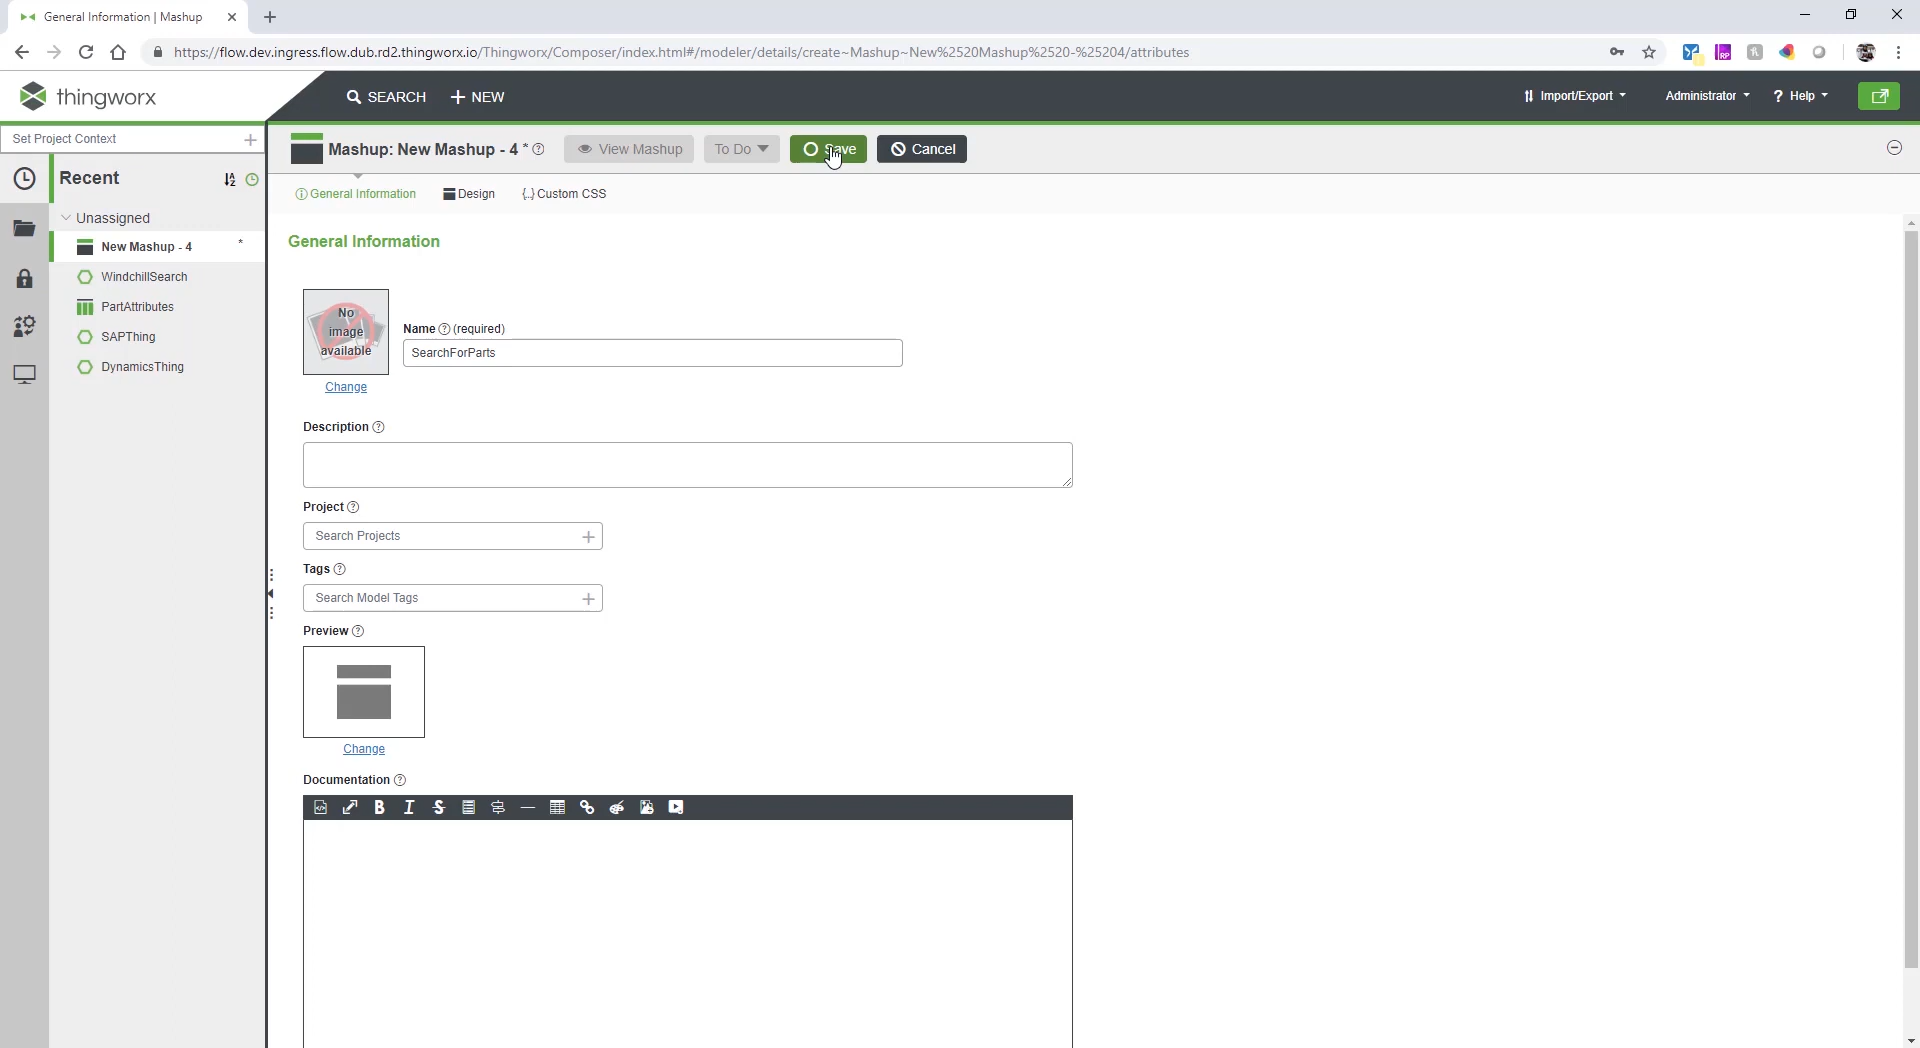 General Information | Mashup
https://flow.dev.ingress.flow.dub.rd2.thingworx.io/Thingworx/Composer/index.html#/modeler/details/create~Mashup~New%2520Mashup%2520-%25204/attributes
thingworx
SEARCH
NEW
Import/Export
Administrator
? Help
Set Project Context
Mashup: New Mashup - 4 *
View Mashup
To Do
Save
Cancel
Recent
General Information
Design
Custom CSS
Unassigned
New Mashup - 4 *
WindchillSearch
PartAttributes
SAPThing
DynamicsThing
General Information
No
image
available
Change
Name (required)
SearchForParts
Description
Project
Search Projects
Tags
Search Model Tags
Preview
Change
Documentation